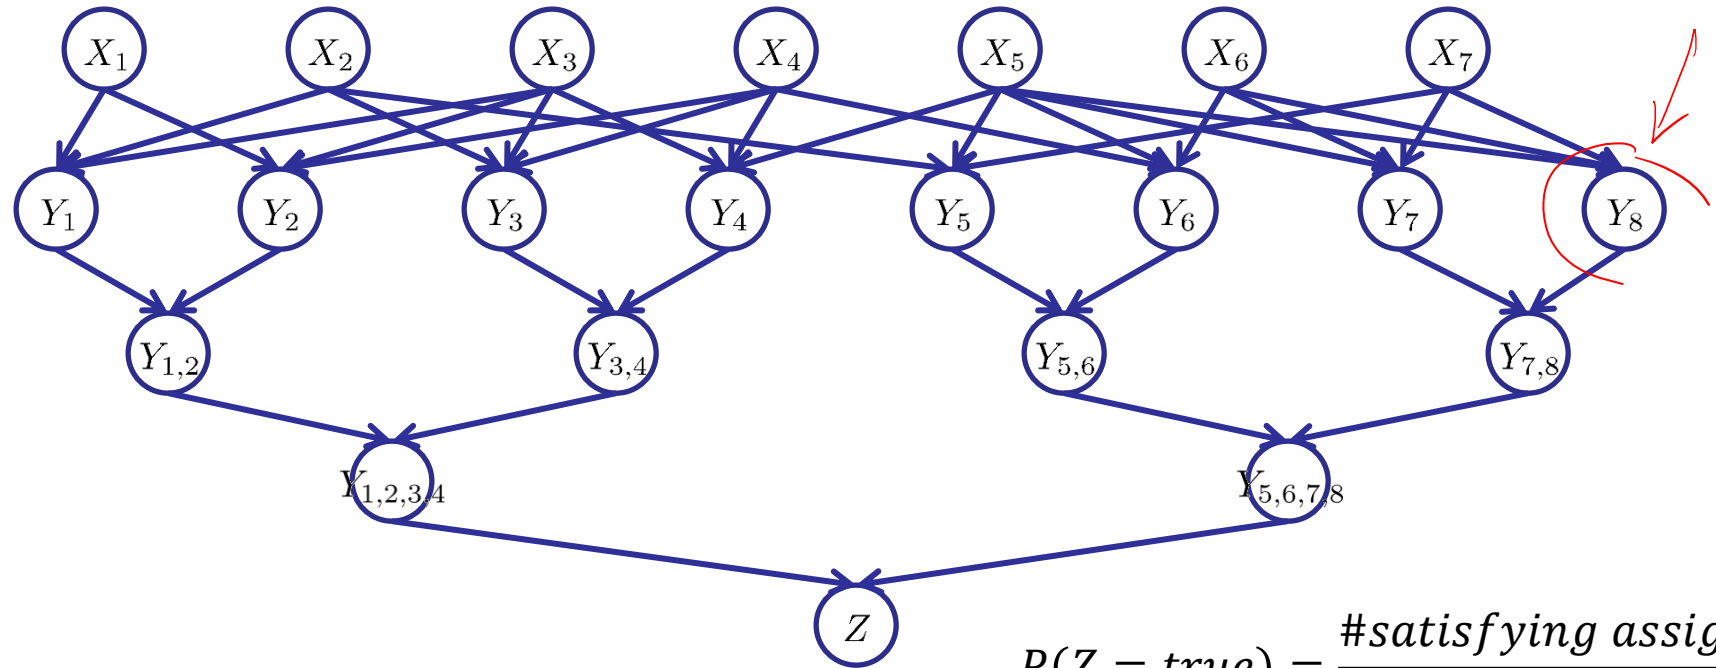 X₁ X₂ X₃ X₄ X₅ X₆ X₇
Y₁ Y₂ Y₃ Y₄ Y₅ Y₆ Y₇ Y₈
Y₁,₂ Y₃,₄ Y₅,₆ Y₇,₈
Y₁,₂,₃,₄ Y₅,₆,₇,₈
Z
#satisfying assig
P(Z = true) =